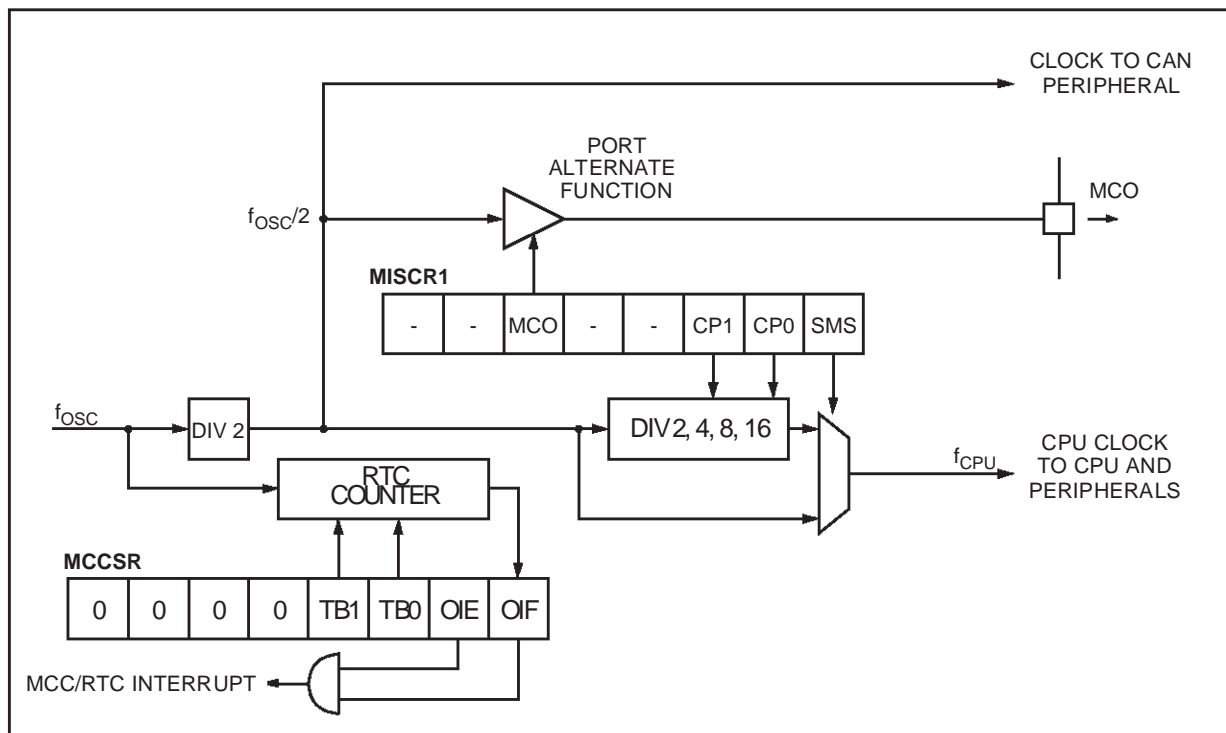 CLOCK TO CAN
PERIPHERAL
PORT
ALTERNATE
FUNCTION
fOSC/2
MCO
MISCR1
- - MCO - - CP1 CP0 SMS
fOSC
DIV 2
DIV 2, 4, 8, 16
RTC
COUNTER
fCPU
CPU CLOCK
TO CPU AND
PERIPHERALS
MCCSR
0 0 0 0 TB1 TB0 OIE OIF
MCC/RTC INTERRUPT